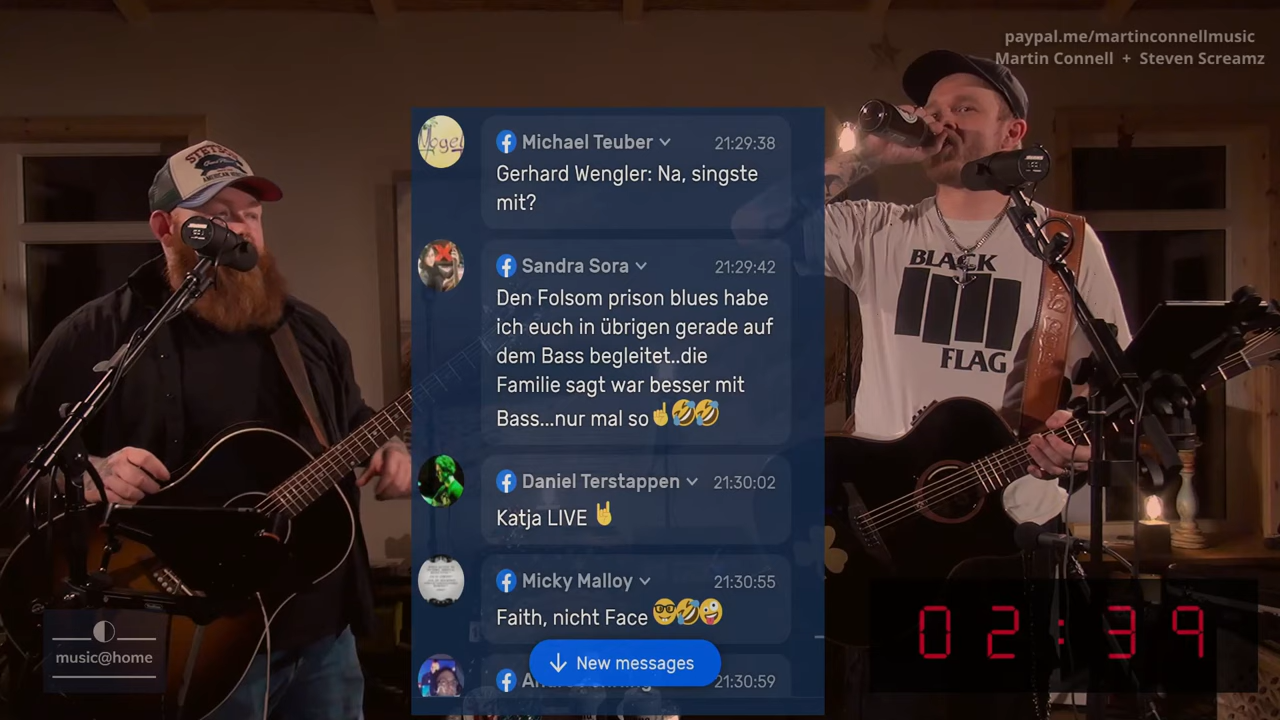 paypal.me/martinconnellmusic
Martin Connell + Steven Screamz
STETSON
Vogel
Michael Teuber
21:29:38
Gerhard Wengler: Na, singste
mit?
Sandra Sora
21:29:42
Den Folsom prison blues habe
ich euch in übrigen gerade auf
dem Bass begleitet..die
Familie sagt war besser mit
Bass...nur mal so☝🤣🤣
Daniel Terstappen
21:30:02
Katja LIVE 🤘
Micky Malloy
21:30:55
Faith, nicht Face 🤓🤣🤪
21:30:59
New messages
BLACK
FLAG
music@home
02:39